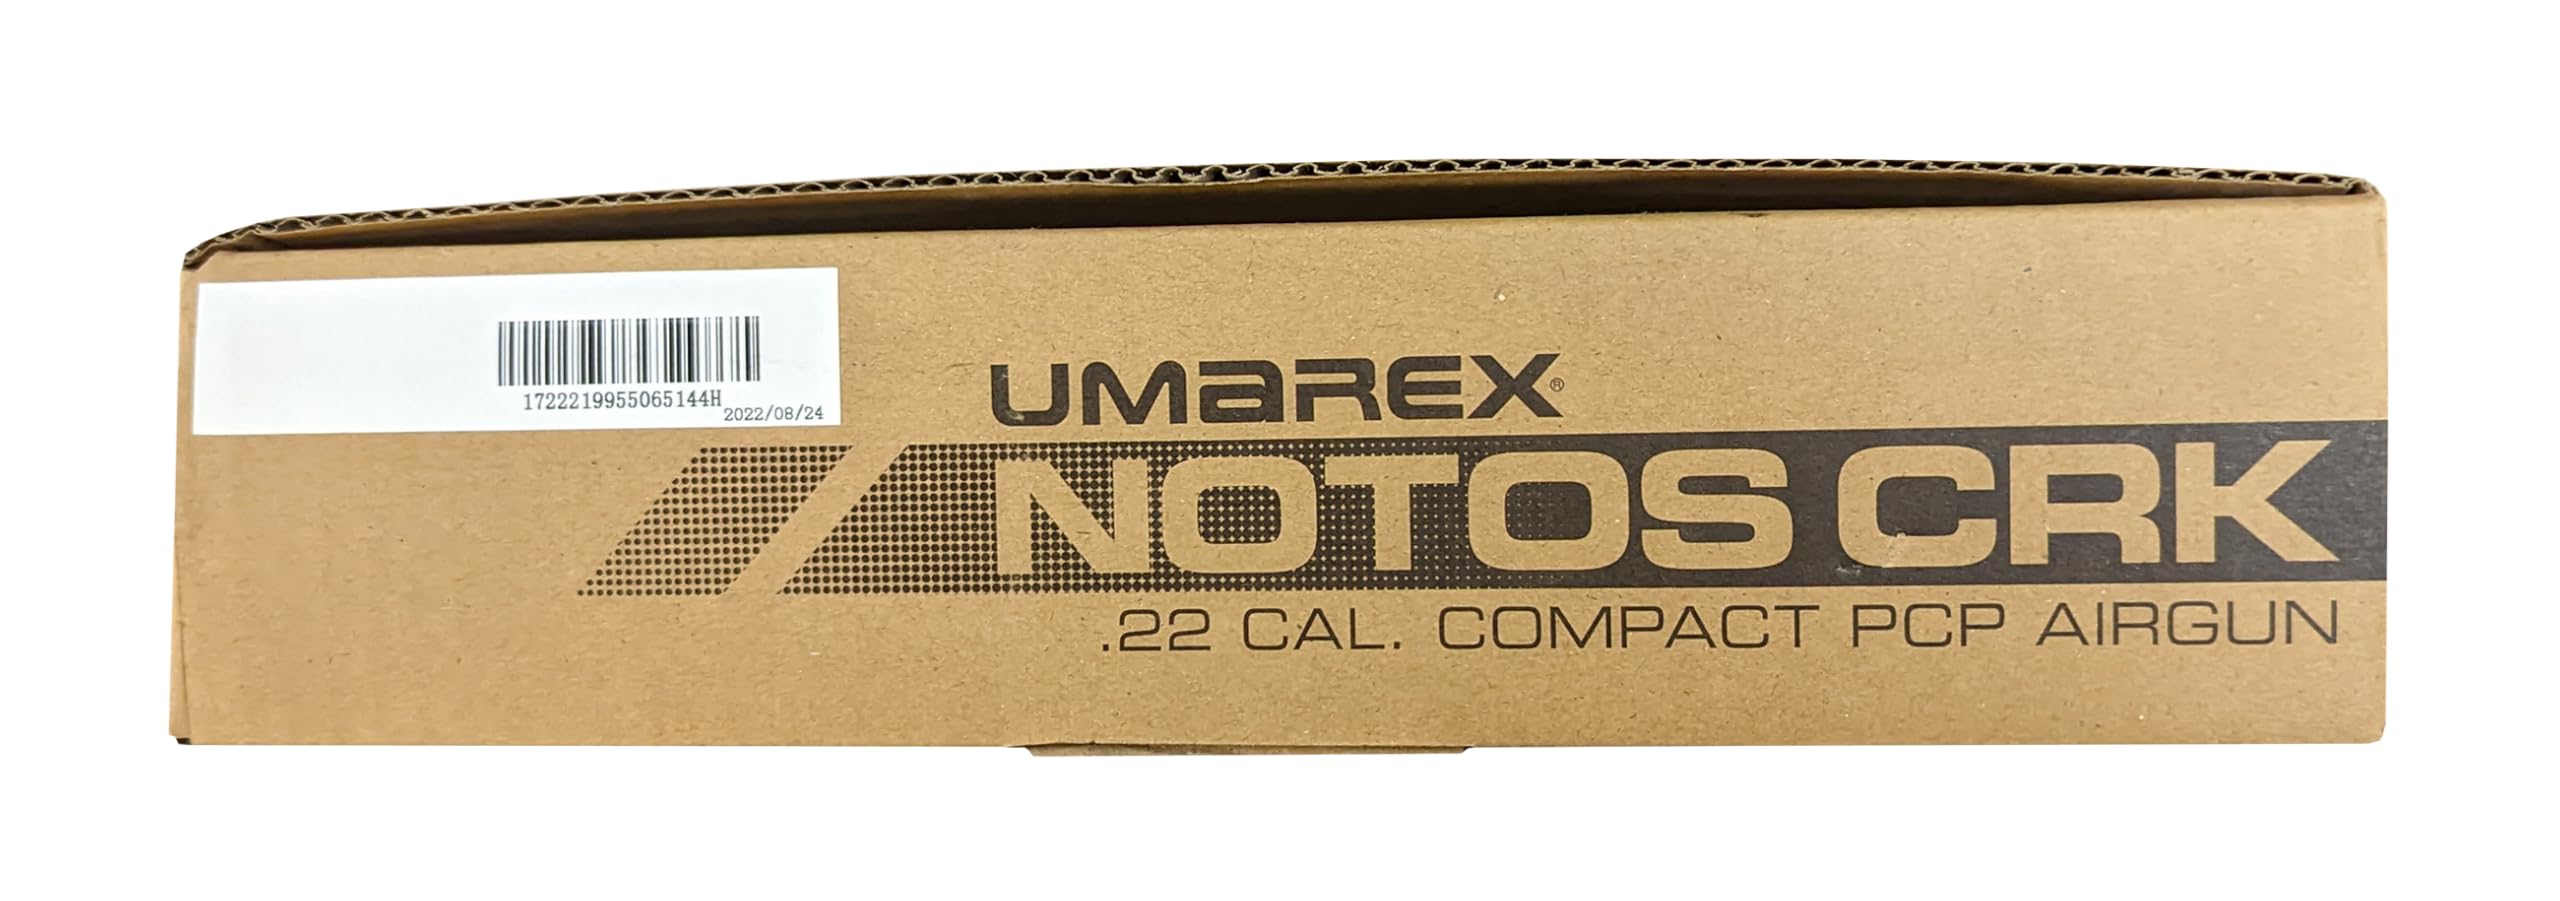 17222199550651​44H
2022/08/24
UMAREX®
NOTOS CRK
.22 CAL. COMPACT PCP AIRGUN